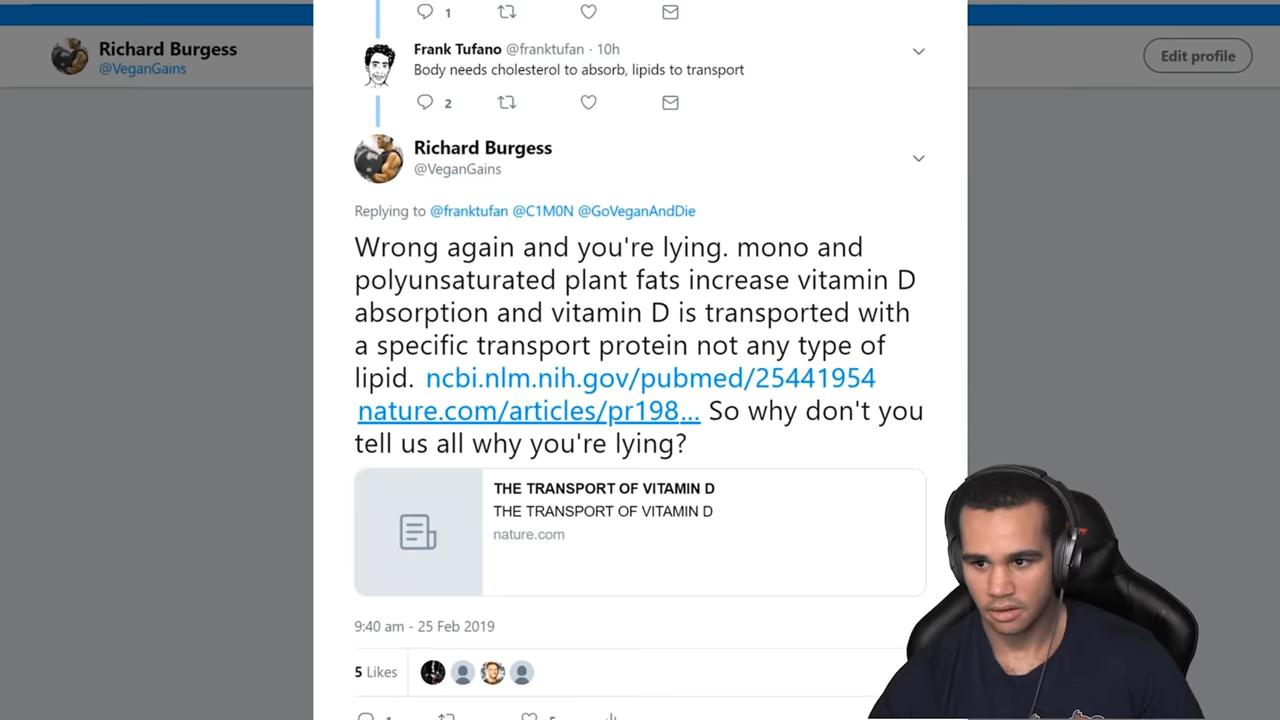 1
Richard Burgess
@VeganGains
Edit profile
Frank Tufano @franktufan · 10h
Body needs cholesterol to absorb, lipids to transport
2
Richard Burgess
@VeganGains
Replying to @franktufan @C1M0N @GoVeganAndDie
Wrong again and you're lying. mono and
polyunsaturated plant fats increase vitamin D
absorption and vitamin D is transported with
a specific transport protein not any type of
lipid. ncbi.nlm.nih.gov/pubmed/25441954
nature.com/articles/pr198... So why don't you
tell us all why you're lying?
THE TRANSPORT OF VITAMIN D
THE TRANSPORT OF VITAMIN D
nature.com
9:40 am - 25 Feb 2019
5 Likes